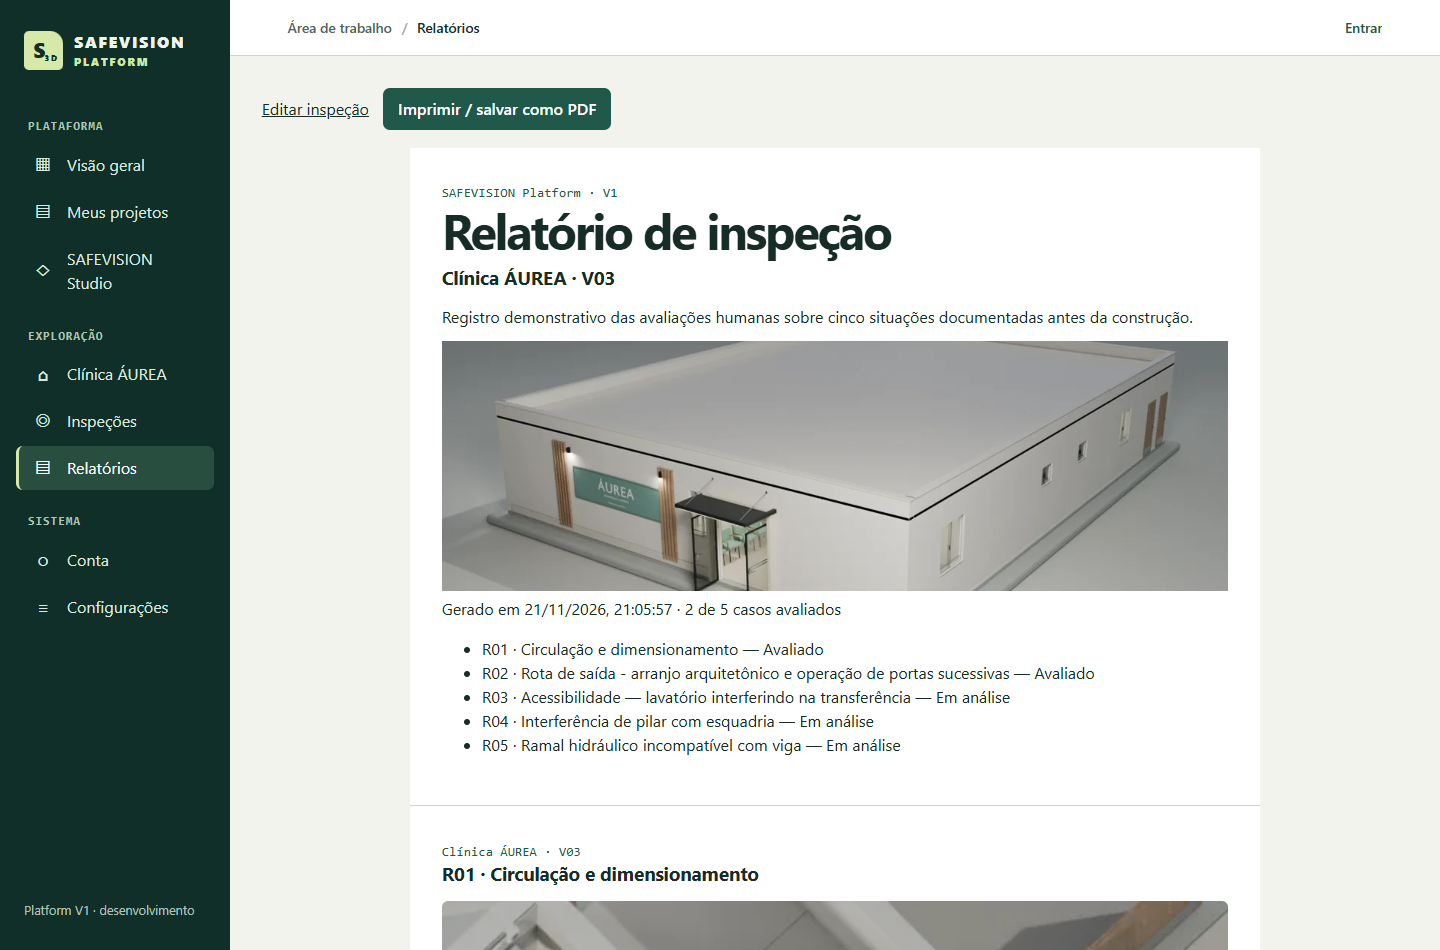 S3D
SAFEVISION
PLATFORM
PLATAFORMA
Visão geral
Meus projetos
SAFEVISION
Studio
EXPLORAÇÃO
Clínica ÁUREA
Inspeções
Relatórios
SISTEMA
Conta
Configurações
Platform V1 · desenvolvimento
Área de trabalho / Relatórios
Entrar
Editar inspeção
Imprimir / salvar como PDF
SAFEVISION Platform · V1
Relatório de inspeção
Clínica ÁUREA · V03
Registro demonstrativo das avaliações humanas sobre cinco situações documentadas antes da construção.
ÁUREA
Gerado em 21/11/2026, 21:05:57 · 2 de 5 casos avaliados
R01 · Circulação e dimensionamento — Avaliado
R02 · Rota de saída - arranjo arquitetônico e operação de portas sucessivas — Avaliado
R03 · Acessibilidade — lavatório interferindo na transferência — Em análise
R04 · Interferência de pilar com esquadria — Em análise
R05 · Ramal hidráulico incompatível com viga — Em análise
Clínica ÁUREA · V03
R01 · Circulação e dimensionamento